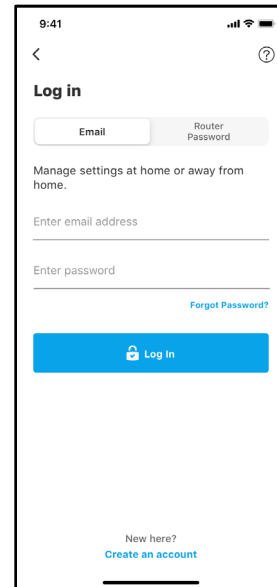 9:41
?
Log in
Email
Router
Password
Manage settings at home or away from
home.
Enter email address
Enter password
Forgot Password?
Log In
New here?
Create an account